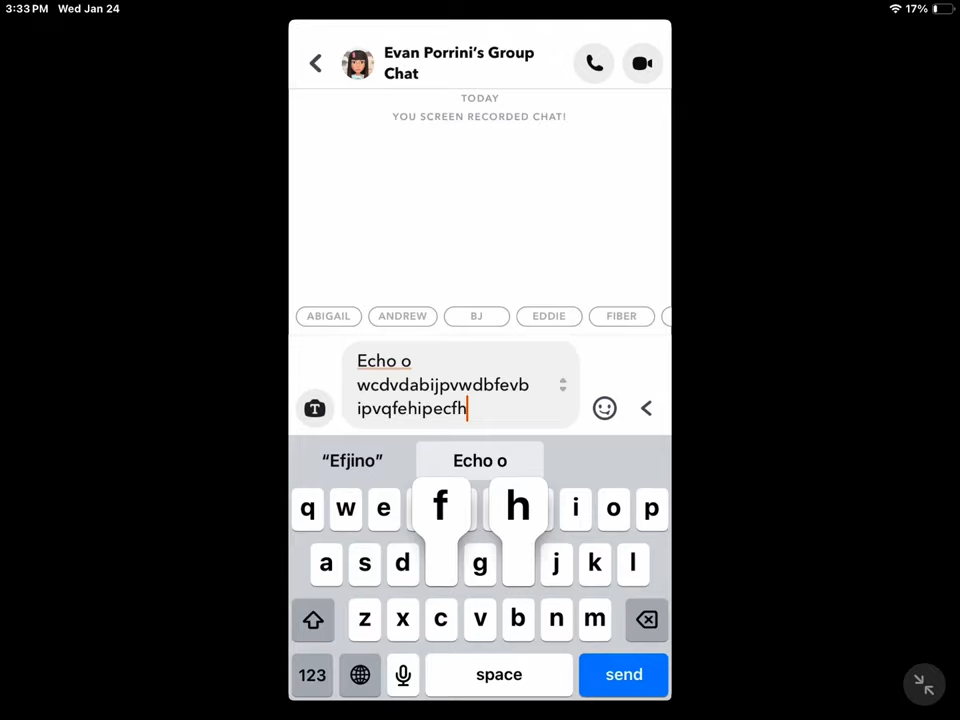 3:33 PM Wed Jan 24 17%
Evan Porrini's Group
Chat
TODAY
YOU SCREEN RECORDED CHAT!
ABIGAIL ANDREW BJ EDDIE FIBER
Echo o
wcdvdabijpvwdbfevb
ipvqfehipecfh
T
"Efjino" Echo o
q w e f h i o p
a s d g j k l
z x c v b n m
123 space send